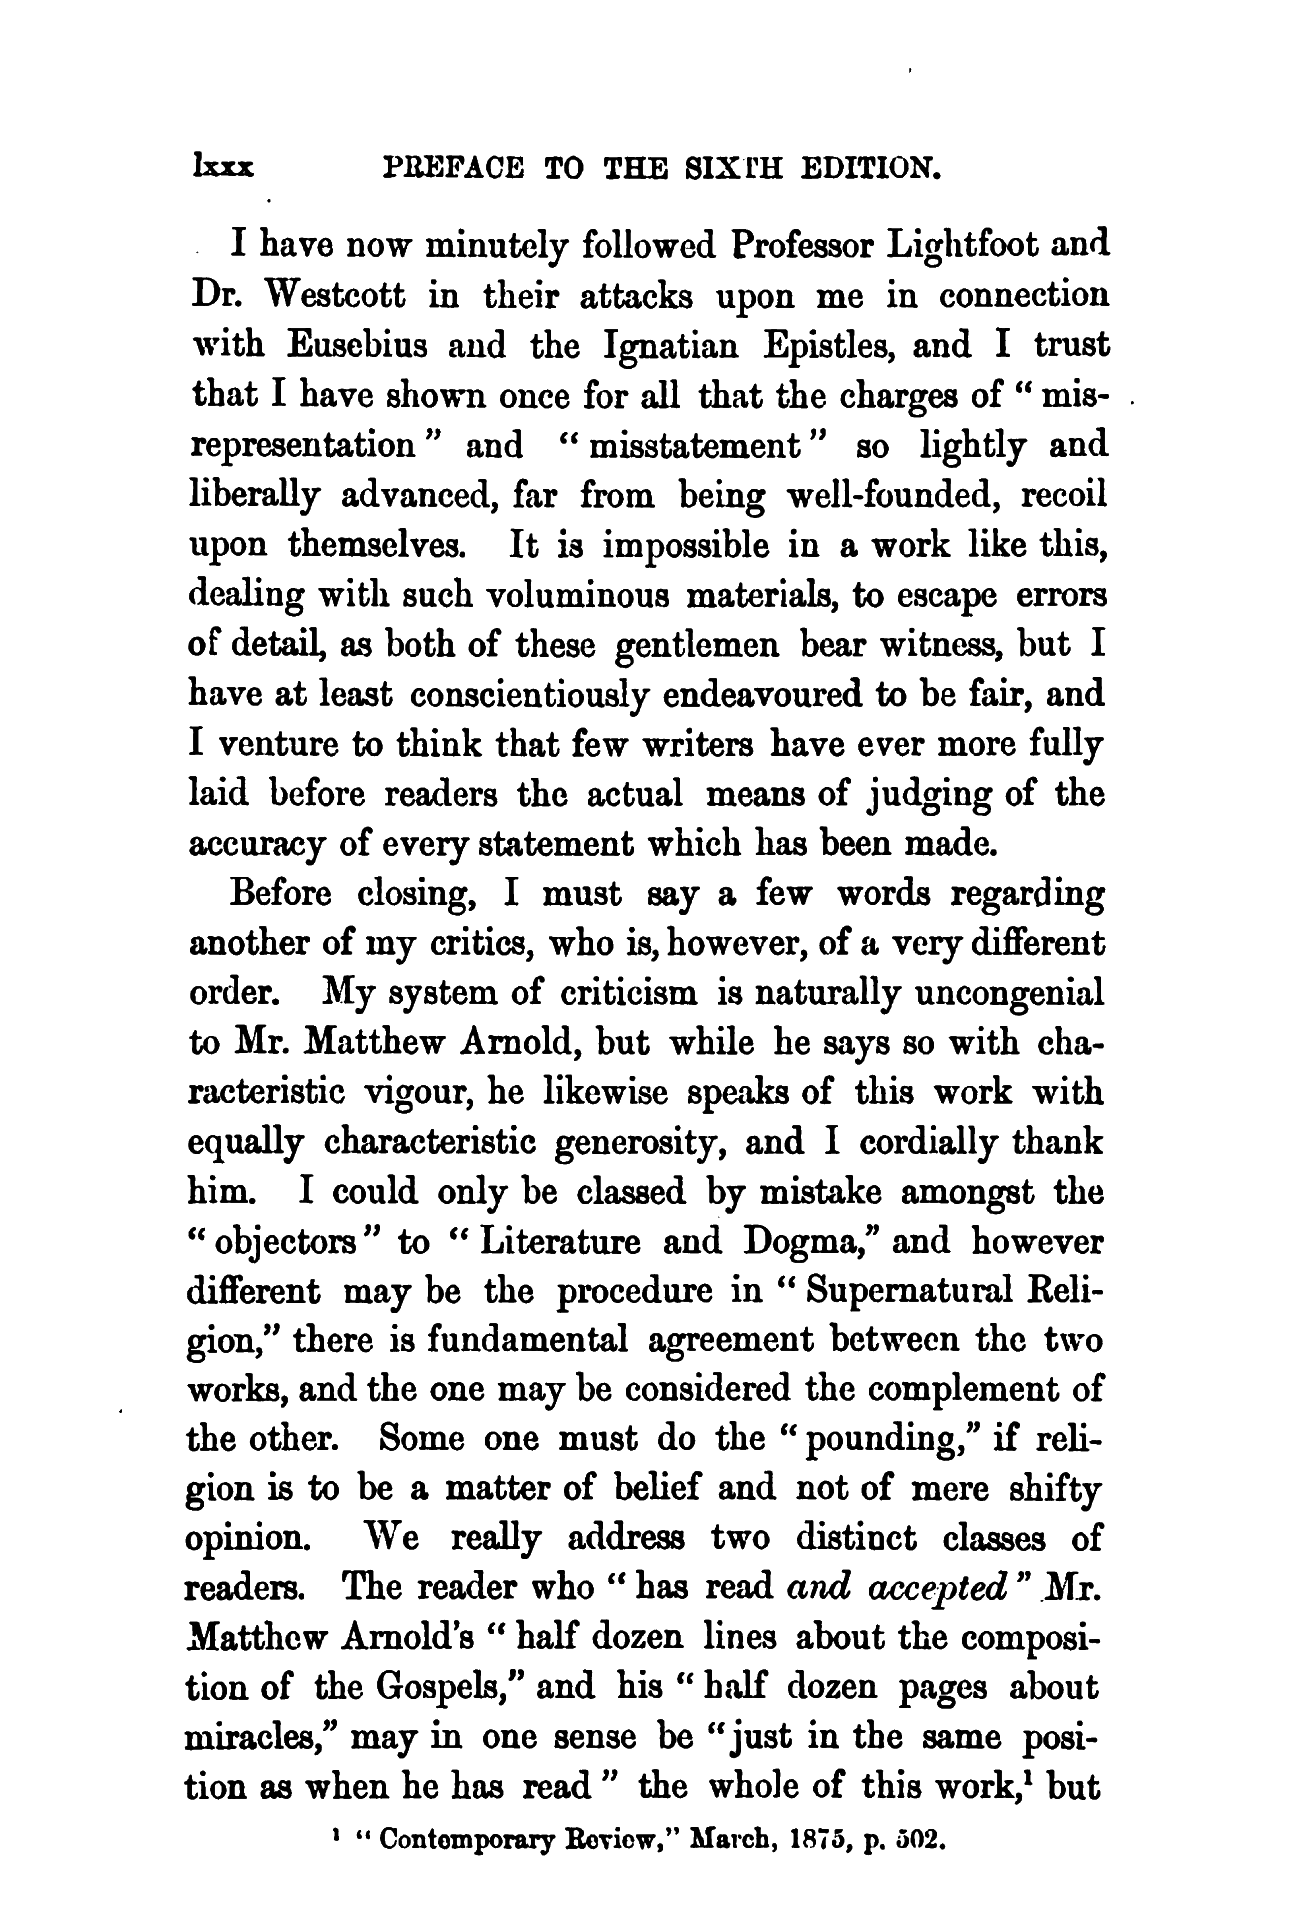 lxxx PREFACE TO THE SIXTH EDITION.
I have now minutely followed Professor Lightfoot and
Dr. Westcott in their attacks upon me in connection
with Eusebius and the Ignatian Epistles, and I trust
that I have shown once for all that the charges of “ mis-
representation ” and “ misstatement ” so lightly and
liberally advanced, far from being well-founded, recoil
upon themselves. It is impossible in a work like this,
dealing with such voluminous materials, to escape errors
of detail, as both of these gentlemen bear witness, but I
have at least conscientiously endeavoured to be fair, and
I venture to think that few writers have ever more fully
laid before readers the actual means of judging of the
accuracy of every statement which has been made.
Before closing, I must say a few words regarding
another of my critics, who is, however, of a very different
order. My system of criticism is naturally uncongenial
to Mr. Matthew Arnold, but while he says so with cha-
racteristic vigour, he likewise speaks of this work with
equally characteristic generosity, and I cordially thank
him. I could only be classed by mistake amongst the
“ objectors ” to “ Literature and Dogma,” and however
different may be the procedure in “ Supernatural Reli-
gion,” there is fundamental agreement between the two
works, and the one may be considered the complement of
the other. Some one must do the “ pounding,” if reli-
gion is to be a matter of belief and not of mere shifty
opinion. We really address two distinct classes of
readers. The reader who “ has read and accepted ” Mr.
Matthew Arnold’s “ half dozen lines about the composi-
tion of the Gospels,” and his “ half dozen pages about
miracles,” may in one sense be “ just in the same posi-
tion as when he has read ” the whole of this work,¹ but
¹ “ Contemporary Review,” March, 1875, p. 502.